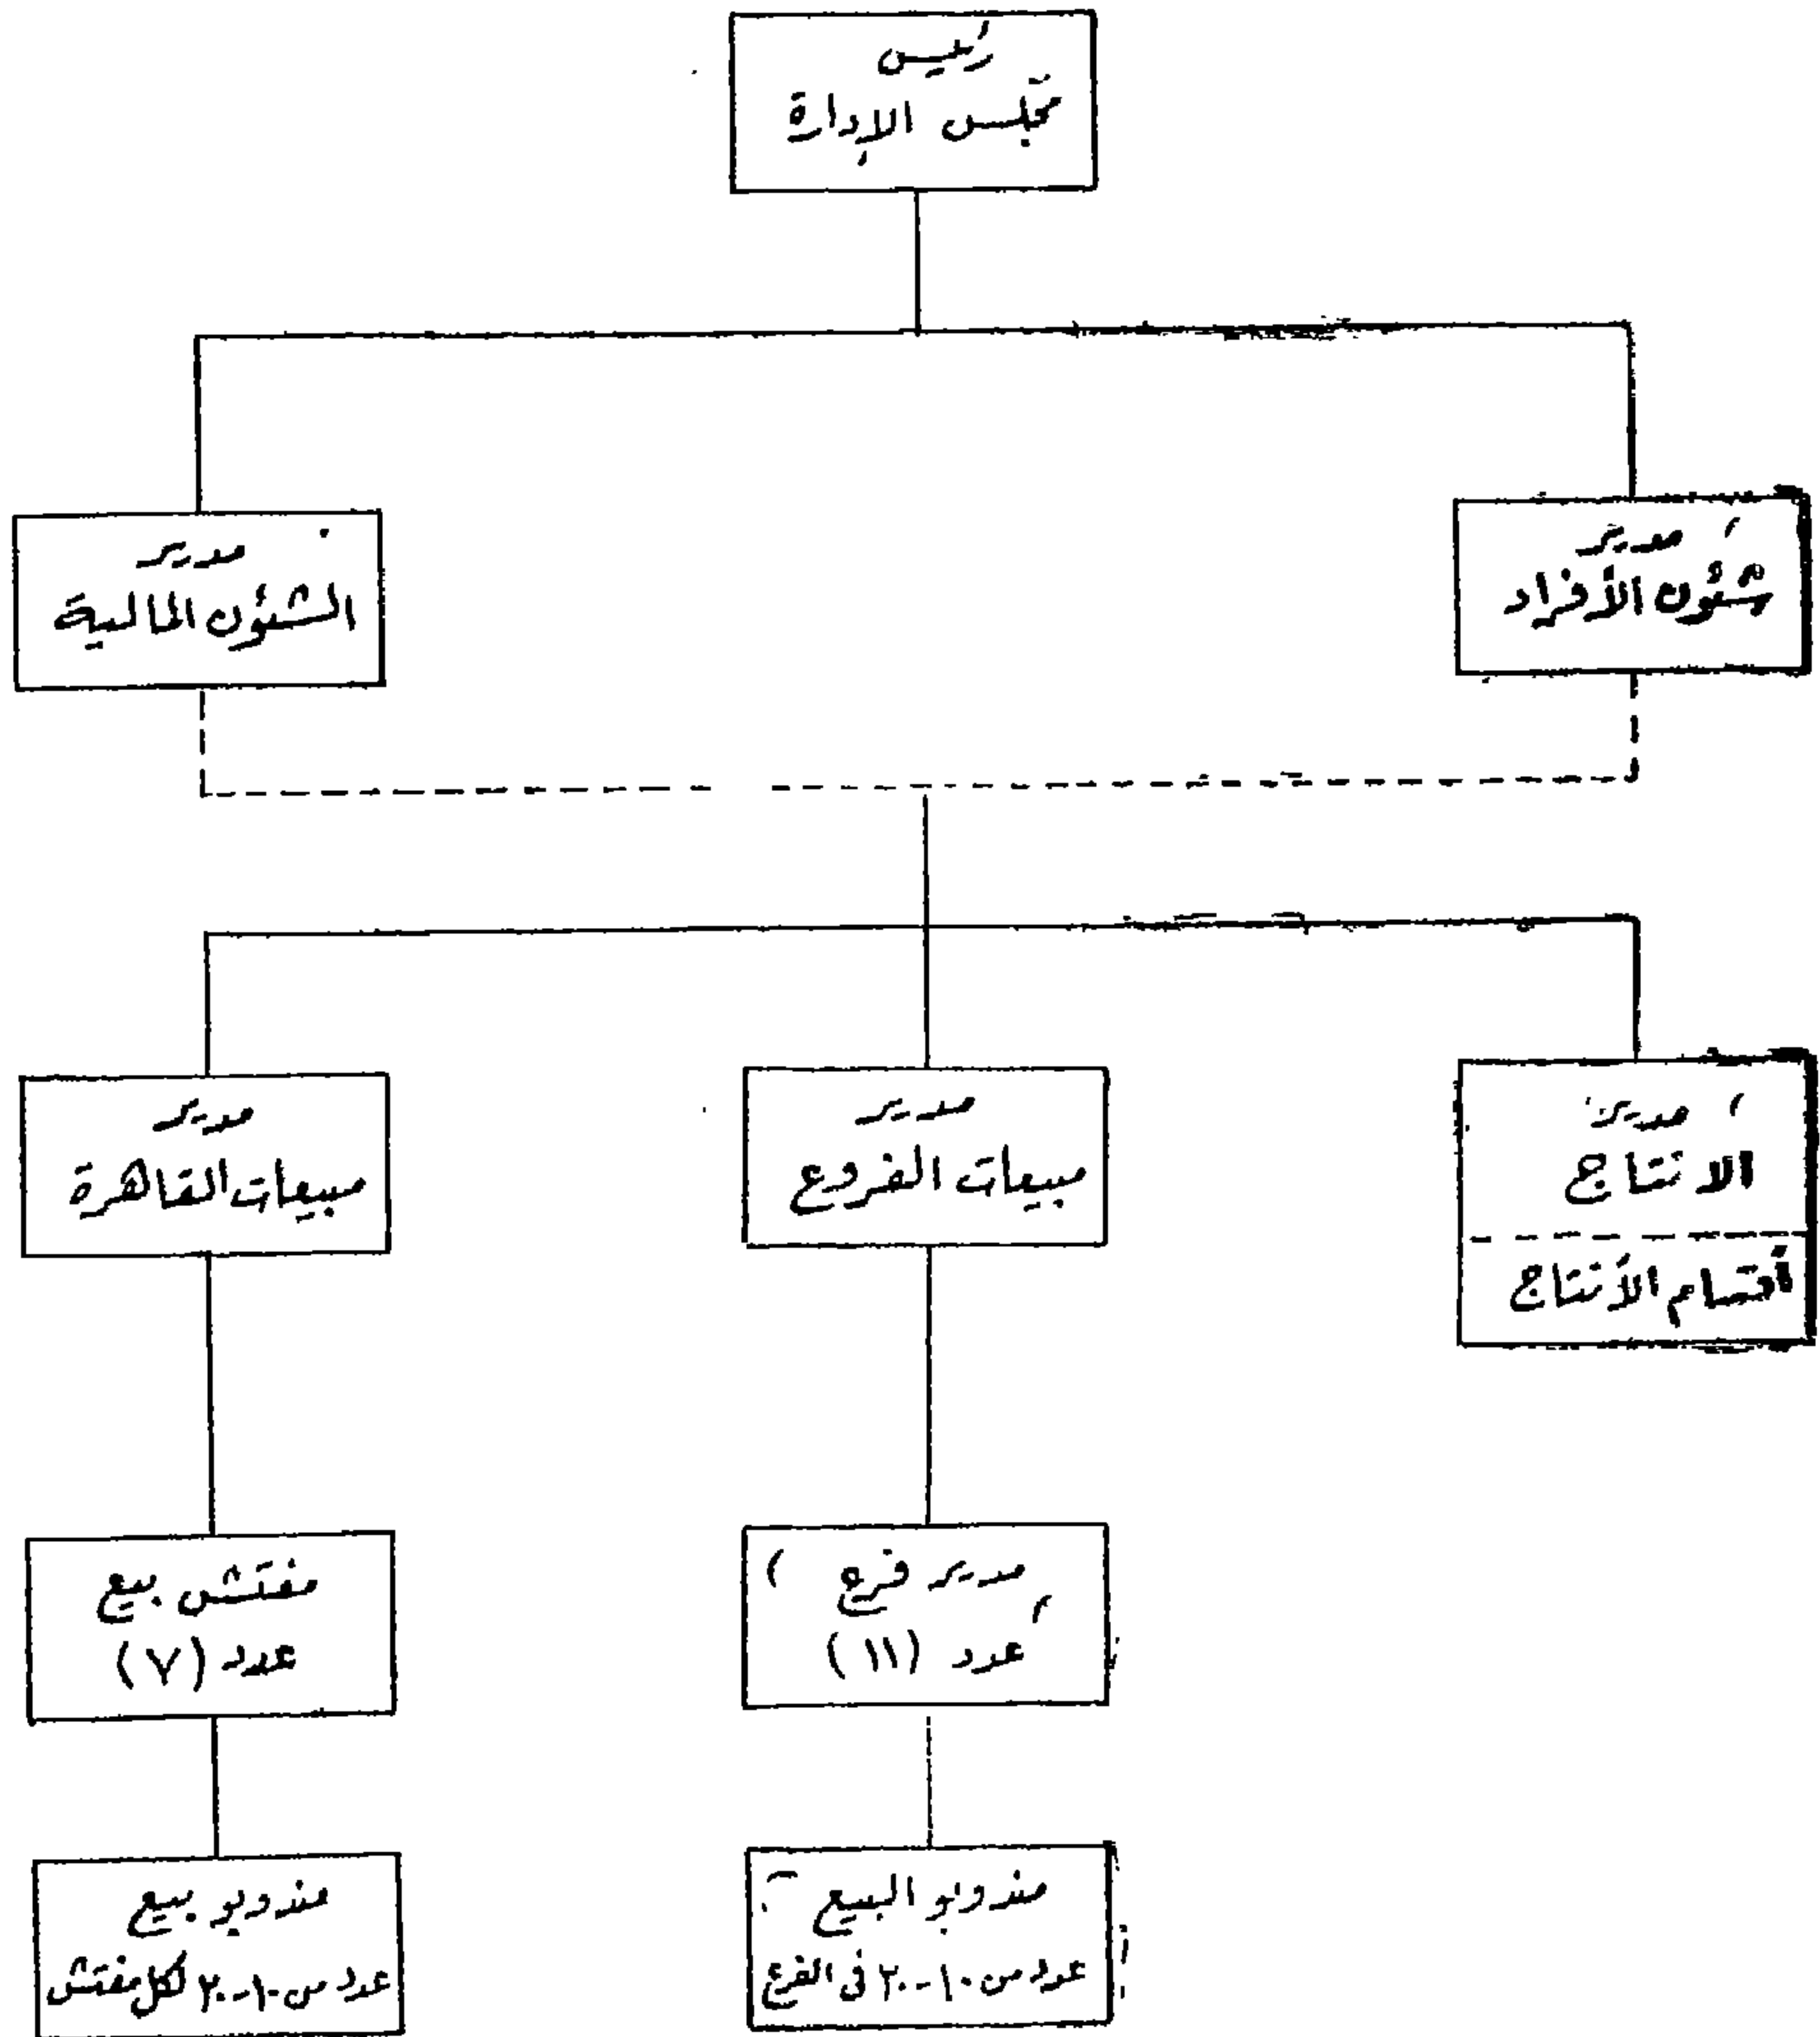 رئيس
مجلس الإدارة
مدير
شئون الأفراد
مدير
الشئون المالية
مدير
الانتاج
أقسام الأنتاج
مدير
مبيعات الفروع
مدير
مبيعات القاهرة
مدير فرع
عدد (١١)
مفتش بيع
عدد (٧)
مندوبو البيع
عدد من ١٠-٢٠ فى الفرع
مندوبو بيع
عدد من ١٠-٢٠ لكل مفتش